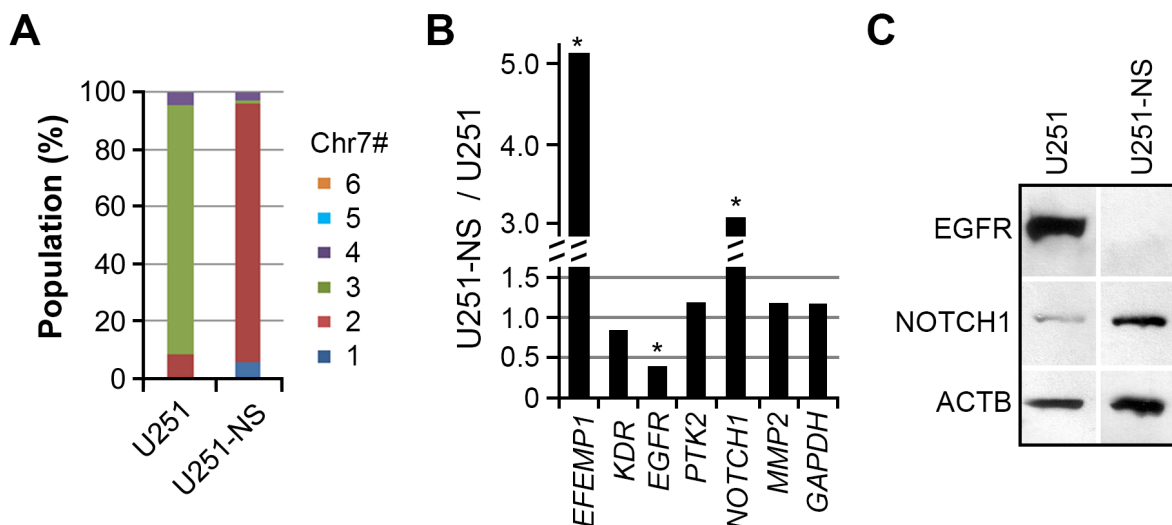 A
Population (%)
100
80
60
40
20
0
U251
U251-NS
Chr7#
6
5
4
3
2
1
B
U251-NS / U251
5.0
4.0
3.0
1.5
1.0
0.5
0
*
*
*
EFEMP1
KDR
EGFR
PTK2
NOTCH1
MMP2
GAPDH
C
U251
U251-NS
EGFR
NOTCH1
ACTB